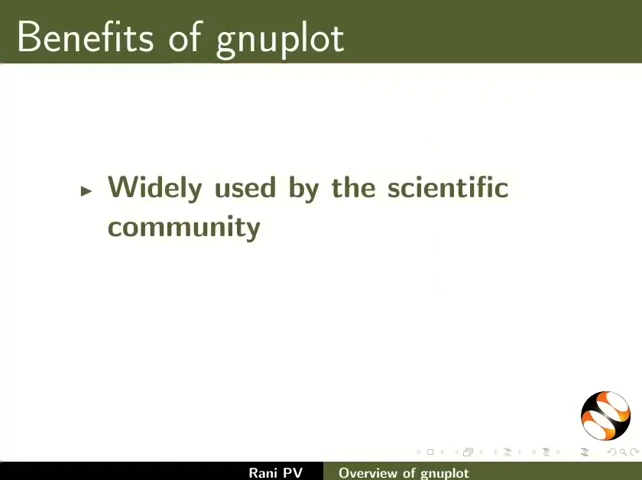 Benefits of gnuplot
Widely used by the scientific
community
Rani PV
Overview of gnuplot